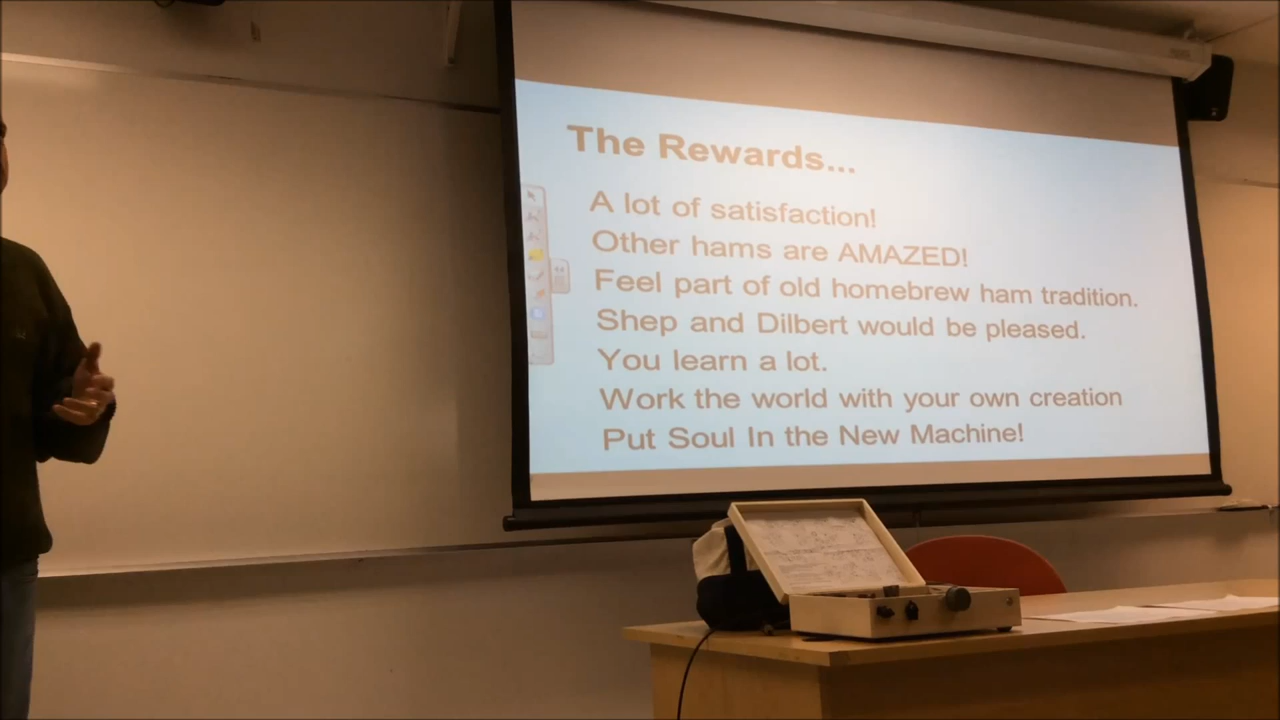 The Rewards...
A lot of satisfaction!
Other hams are AMAZED!
Feel part of old homebrew ham tradition.
Shep and Dilbert would be pleased.
You learn a lot.
Work the world with your own creation
Put Soul In the New Machine!